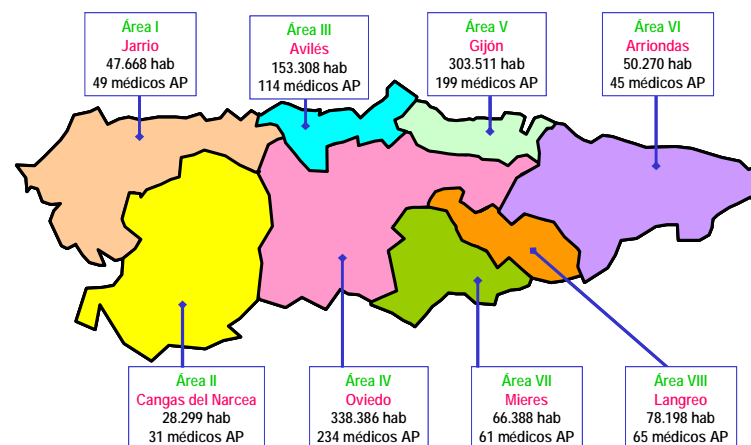 Área I
Jarrio
47.668 hab
49 médicos AP
Área III
Avilés
153.308 hab
114 médicos AP
Área V
Gijón
303.511 hab
199 médicos AP
Área VI
Arriondas
50.270 hab
45 médicos AP
Área II
Cangas del Narcea
28.299 hab
31 médicos AP
Área IV
Oviedo
338.386 hab
234 médicos AP
Área VII
Mieres
66.388 hab
61 médicos AP
Área VIII
Langreo
78.198 hab
65 médicos AP